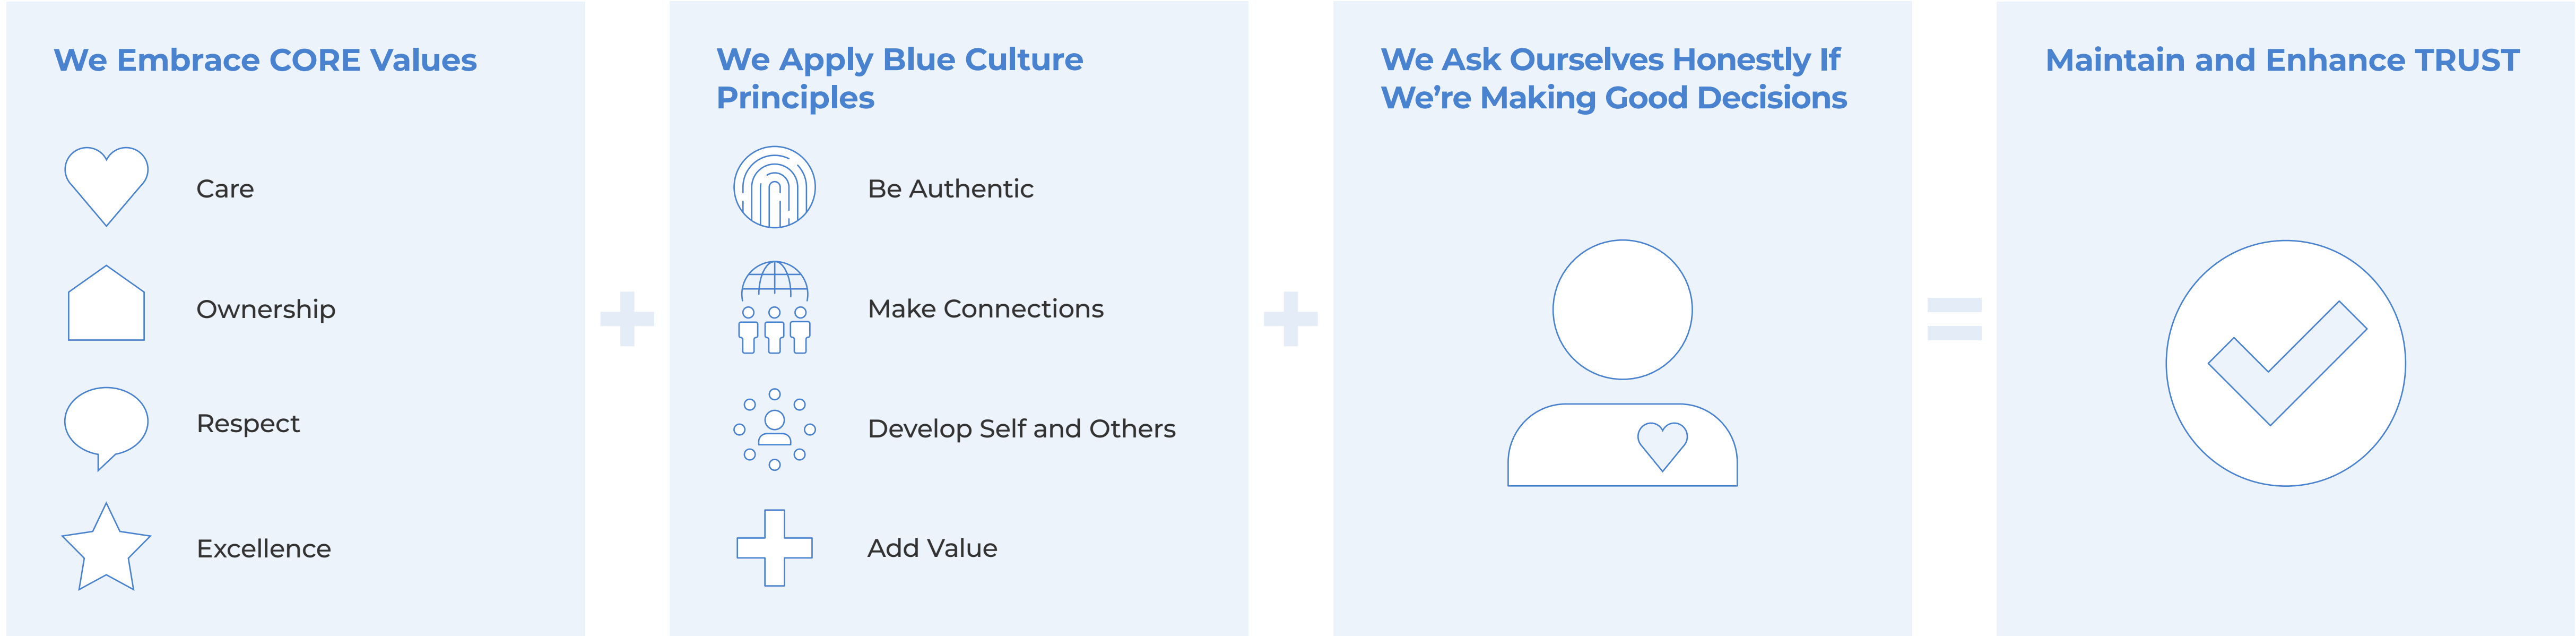 We Embrace CORE Values
Care
Ownership
Respect
Excellence
We Apply Blue Culture
Principles
Be Authentic
Make Connections
Develop Self and Others
Add Value
We Ask Ourselves Honestly If
We’re Making Good Decisions
Maintain and Enhance TRUST